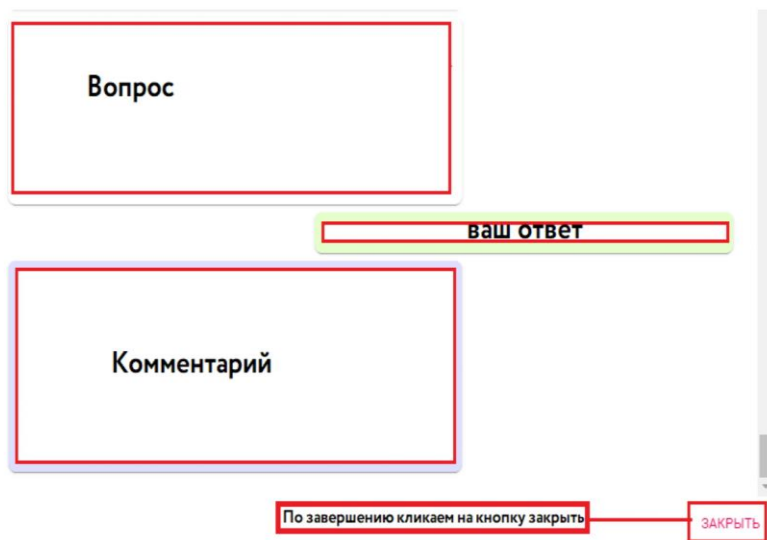 Вопрос
ваш ответ
Комментарий
По завершению кликаем на кнопку закрыть
ЗАКРЫТЬ